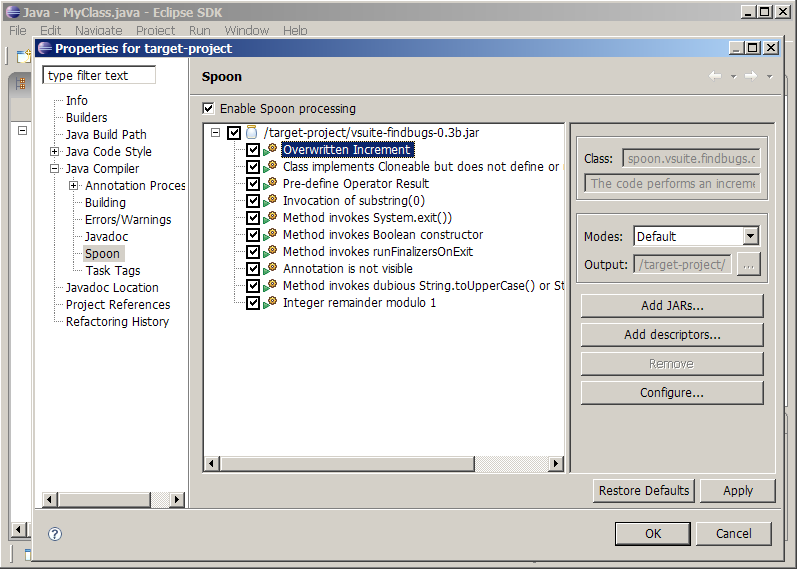 Java - MyClass.java - Eclipse SDK
File Edit Navigate Project Run Window Help
Properties for target-project
type filter text
Info
Builders
Java Build Path
Java Code Style
Java Compiler
Annotation Proces
Building
Errors/Warnings
Javadoc
Spoon
Task Tags
Javadoc Location
Project References
Refactoring History
Spoon
Enable Spoon processing
/target-project/vsuite-findbugs-0.3b.jar
Overwritten Increment
Class implements Cloneable but does not define or
Pre-define Operator Result
Invocation of substring(0)
Method invokes System.exit())
Method invokes Boolean constructor
Method invokes runFinalizersOnExit
Annotation is not visible
Method invokes dubious String.toUpperCase() or St
Integer remainder modulo 1
Class: spoon.vsuite.findbugs.c
The code performs an increme
Modes: Default
Output: /target-project/ ...
Add JARs...
Add descriptors...
Remove
Configure...
Restore Defaults Apply
? OK Cancel